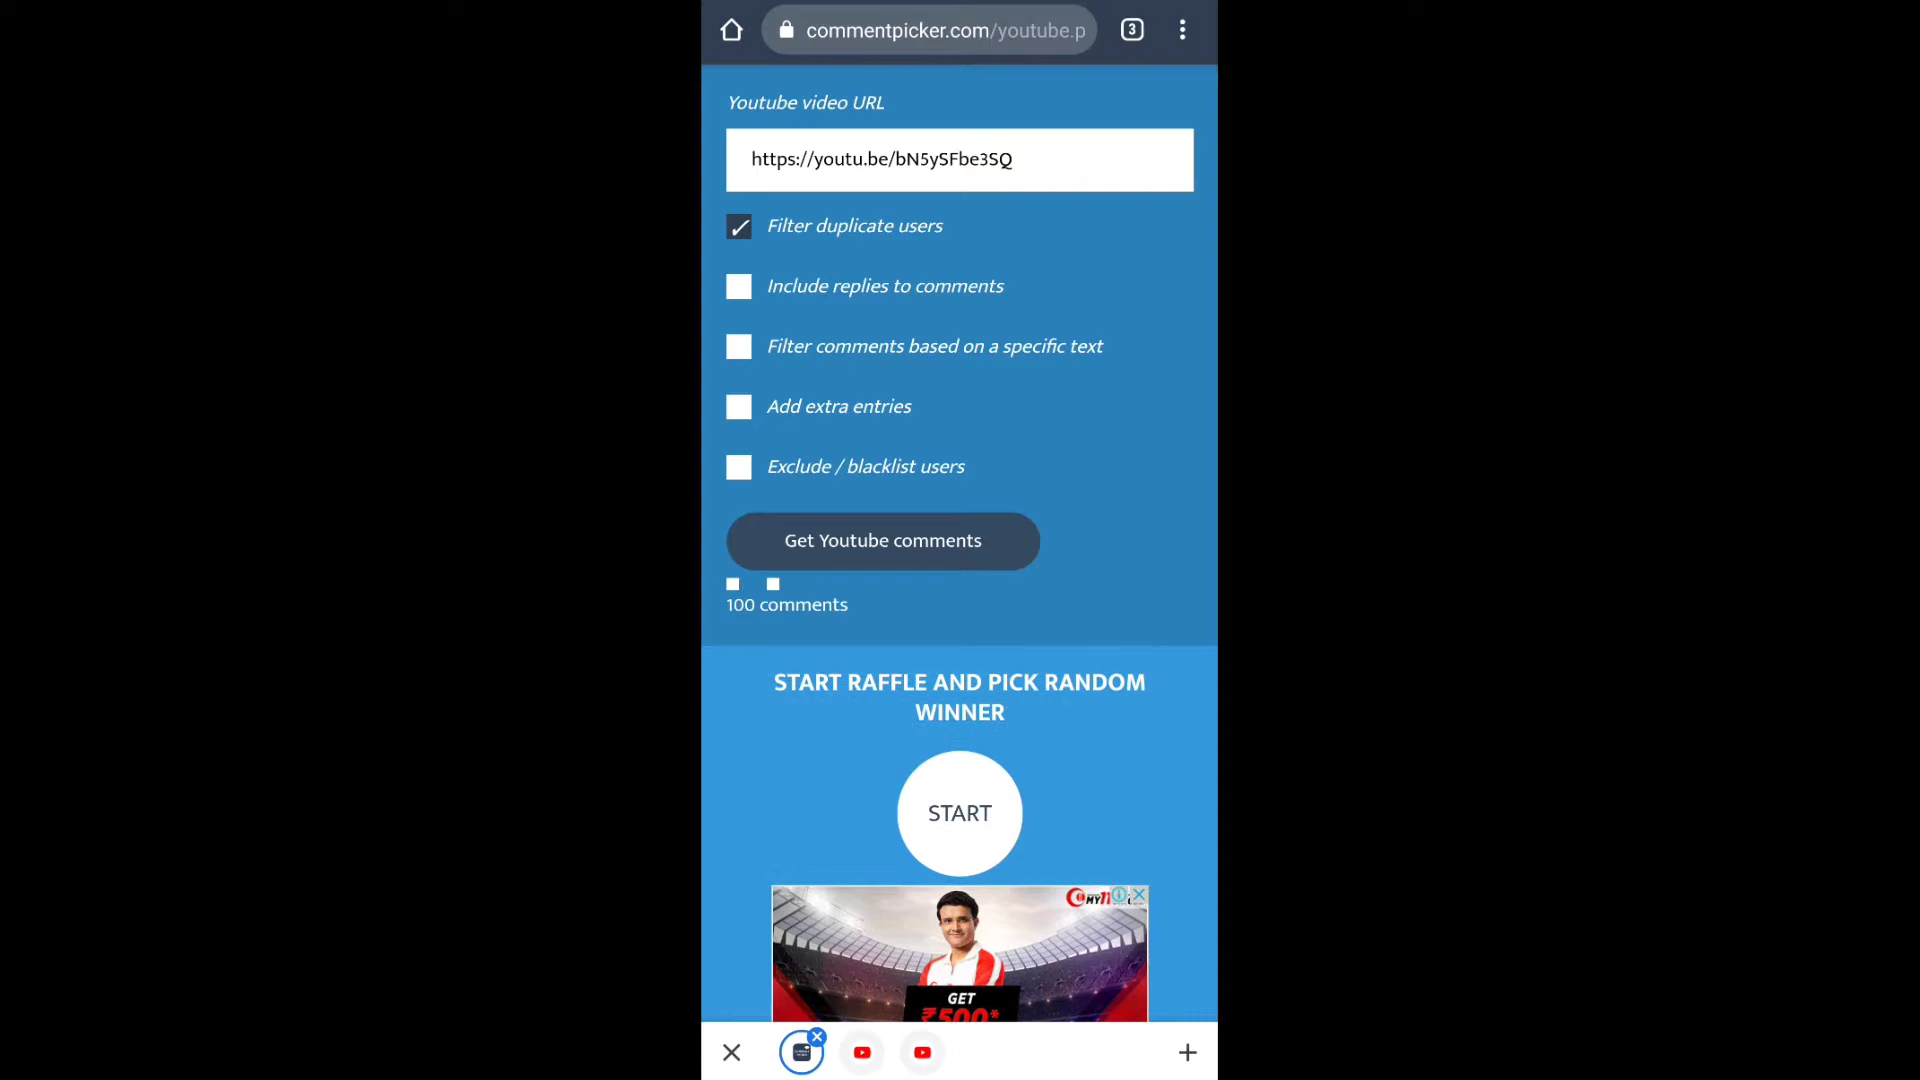 commentpicker.com/youtube.p
3
Youtube video URL
https://youtu.be/bN5ySFbe3SQ
Filter duplicate users
Include replies to comments
Filter comments based on a specific text
Add extra entries
Exclude / blacklist users
Get Youtube comments
100 comments
START RAFFLE AND PICK RANDOM
WINNER
START
MY11
GET
₹500*